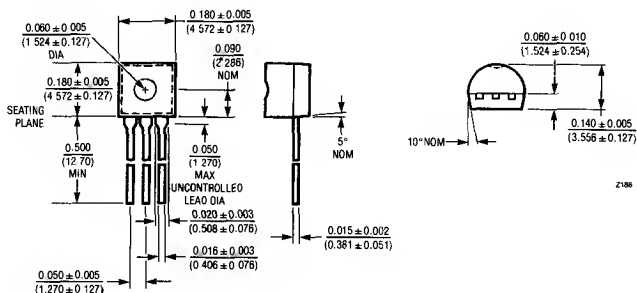 0.060 ± 0.005
(1 524 ± 0.127)
DIA
0.180 ± 0.005
(4 572 ± 0.127)
0.090
(2 286)
NOM
0.180 ± 0.005
(4 572 ± 0.127)
SEATING
PLANE
0.500
(12.70)
MIN
0.050
(1 270)
MAX
UNCONTROLLED
LEAD DIA
0.020 ± 0.003
(0.508 ± 0.076)
0.016 ± 0.003
(0 406 ± 0 076)
0.050 ± 0.005
(1.270 ± 0 127)
5°
NOM
0.015 ± 0.002
(0.381 ± 0.051)
0.060 ± 0 010
(1.524 ± 0.254)
0.140 ± 0.005
(3.556 ± 0.127)
10° NOM
Z186